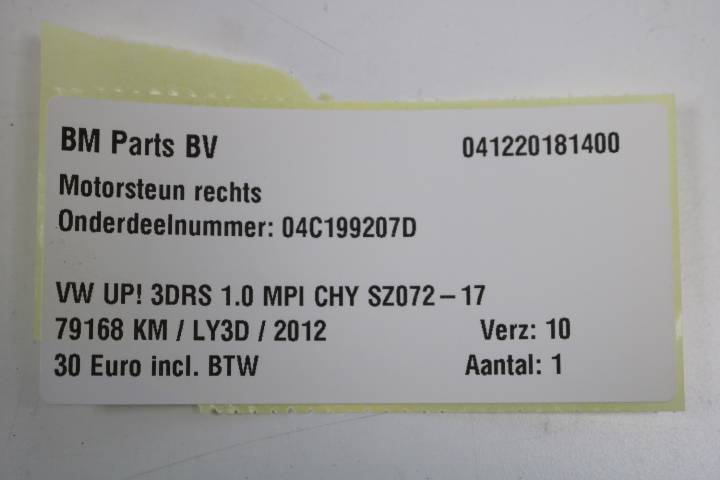 BM Parts BV 041220181400
Motorsteun rechts
Onderdeelnummer: 04C199207D
VW UP! 3DRS 1.0 MPI CHY SZ072-17
79168 KM / LY3D / 2012 Verz: 10
30 Euro incl. BTW Aantal: 1